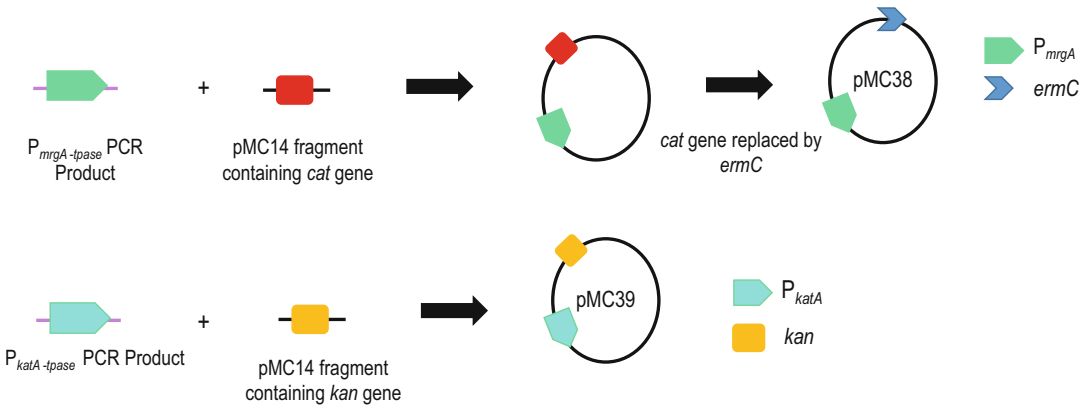 P_mrgA-tpase PCR
Product
+
pMC14 fragment
containing cat gene
cat gene replaced by
ermC
pMC38
P_mrgA
ermC
P_katA-tpase PCR Product
+
pMC14 fragment
containing kan gene
pMC39
P_katA
kan